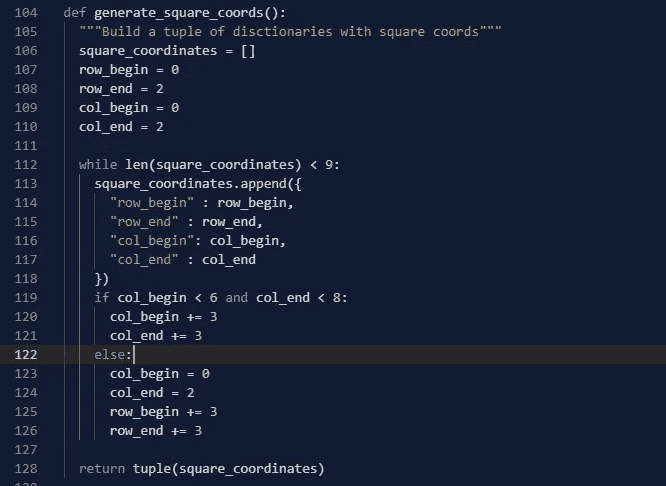 104 def generate_square_coords():
105   """Build a tuple of disctionaries with square coords"""
106   square_coordinates = []
107   row_begin = 0
108   row_end = 2
109   col_begin = 0
110   col_end = 2
111
112   while len(square_coordinates) < 9:
113     square_coordinates.append({
114       "row_begin" : row_begin,
115       "row_end" : row_end,
116       "col_begin": col_begin,
117       "col_end" : col_end
118     })
119     if col_begin < 6 and col_end < 8:
120       col_begin += 3
121       col_end += 3
122     else:
123       col_begin = 0
124       col_end = 2
125       row_begin += 3
126       row_end += 3
127
128   return tuple(square_coordinates)